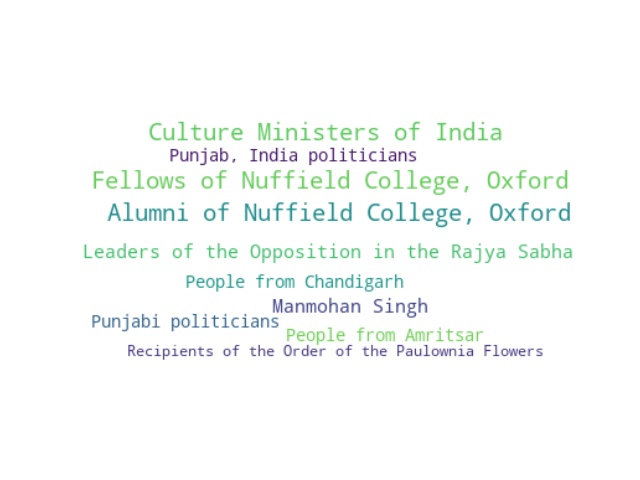 Culture Ministers of India
Punjab, India politicians
Fellows of Nuffield College, Oxford
Alumni of Nuffield College, Oxford
Leaders of the Opposition in the Rajya Sabha
People from Chandigarh
Manmohan Singh
Punjabi politicians
People from Amritsar
Recipients of the Order of the Paulownia Flowers